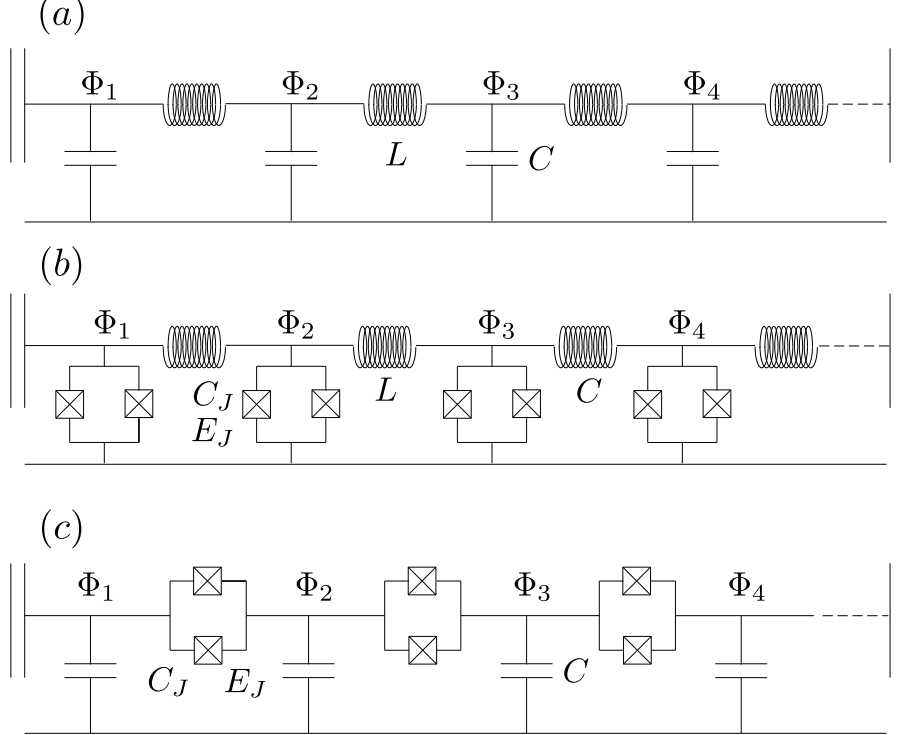 (a)
Φ₁ Φ₂ Φ₃ Φ₄
L C
(b)
Φ₁ Φ₂ Φ₃ Φ₄
C_J L C
E_J
(c)
Φ₁ Φ₂ Φ₃ Φ₄
C_J E_J C